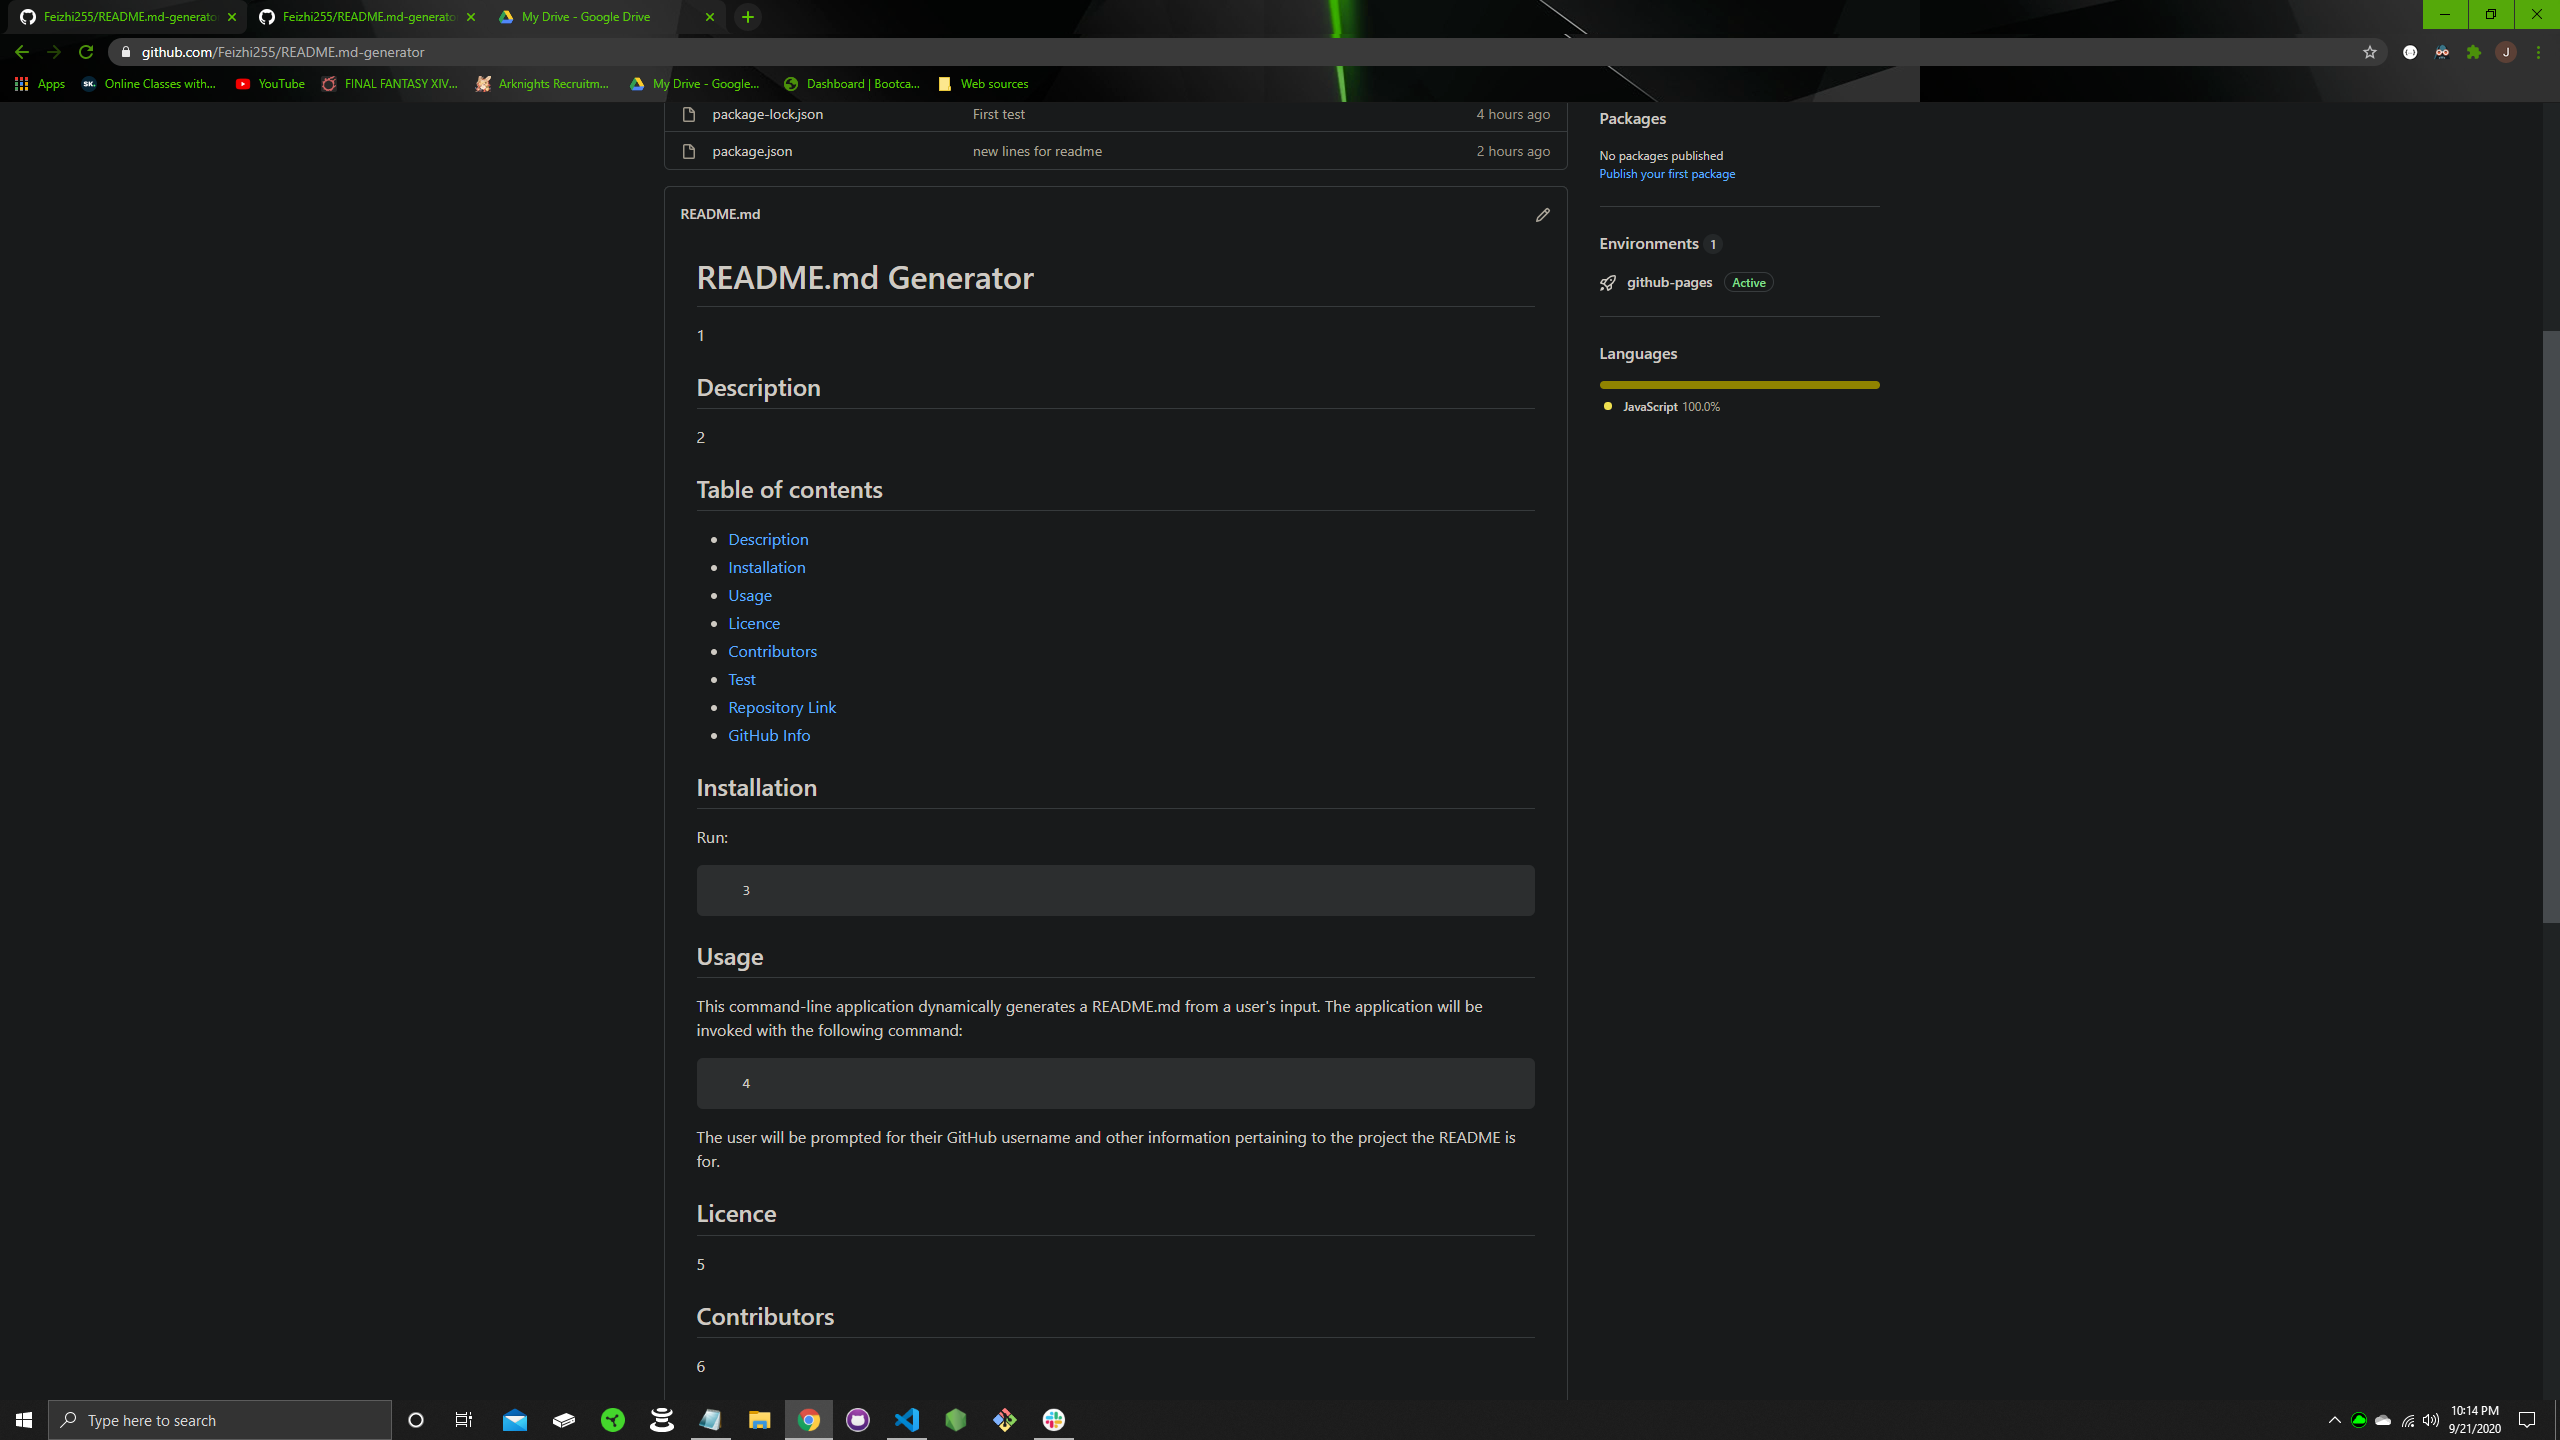 Feizhi255/README.md-generato
Feizhi255/README.md-generato
My Drive - Google Drive
github.com/Feizhi255/README.md-generator
J
Apps
SK.
Online Classes with...
YouTube
FINAL FANTASY XIV...
Arknights Recruitm...
My Drive - Google...
Dashboard | Bootca...
Web sources
package-lock.json
First test
4 hours ago
package.json
new lines for readme
2 hours ago
README.md
README.md Generator
1
Description
2
Table of contents
Description
Installation
Usage
Licence
Contributors
Test
Repository Link
GitHub Info
Installation
Run:
3
Usage
This command-line application dynamically generates a README.md from a user's input. The application will be
invoked with the following command:
4
The user will be prompted for their GitHub username and other information pertaining to the project the README is
for.
Licence
5
Contributors
6
Packages
No packages published
Publish your first package
Environments 1
github-pages Active
Languages
JavaScript 100.0%
Type here to search
10:14 PM
9/21/2020